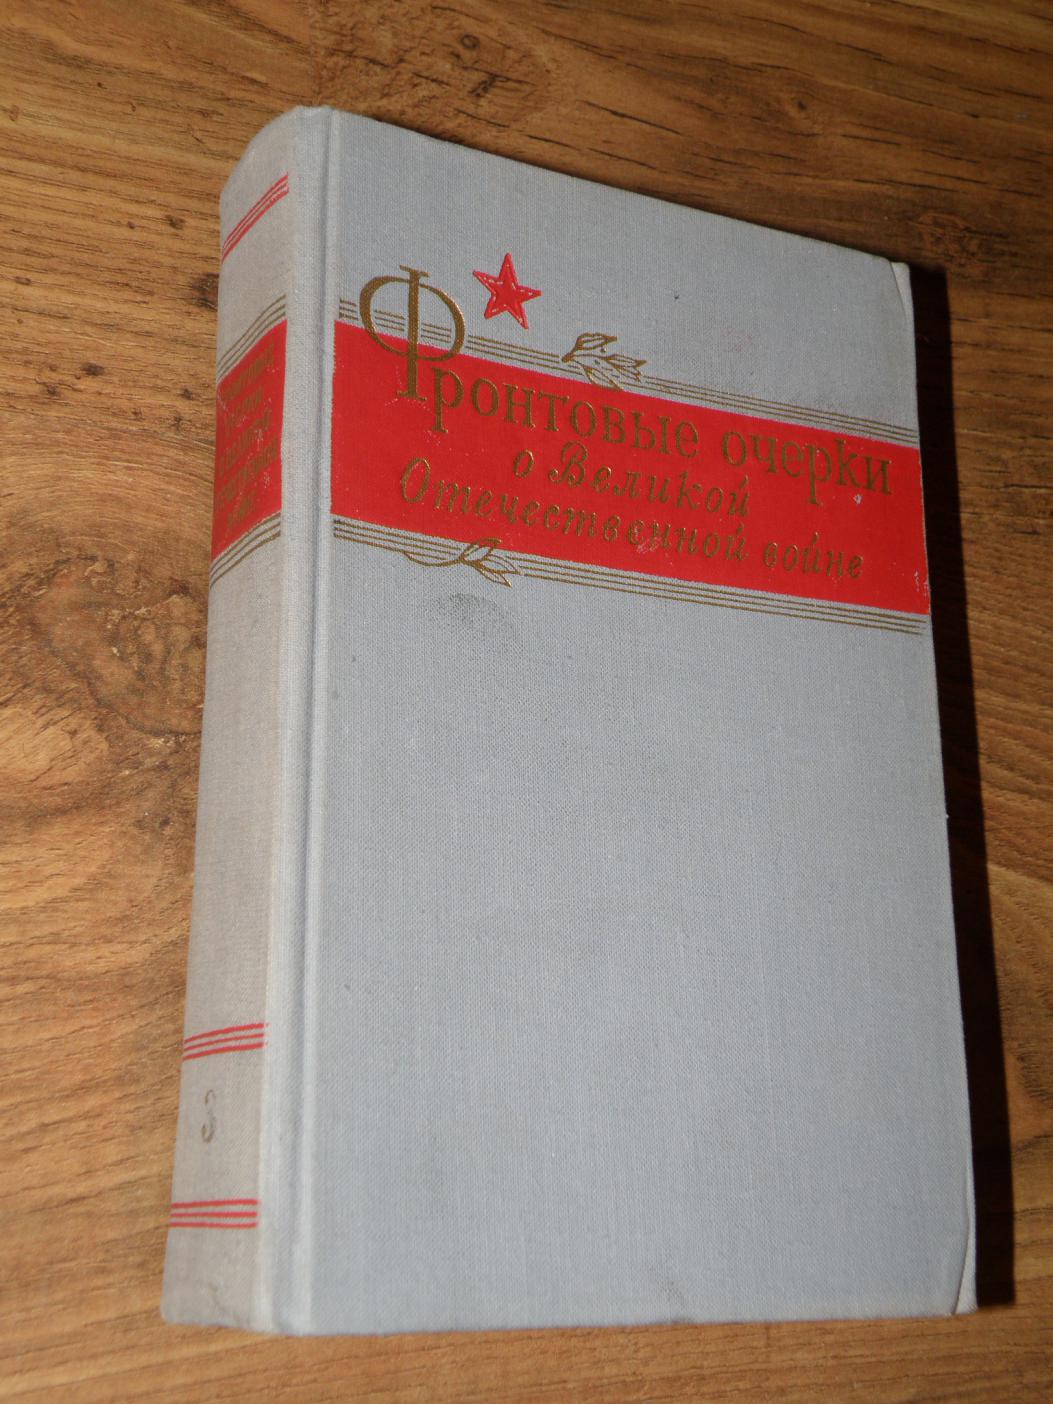 Фронтовые очерки
о Великой
Отечественной войне
3